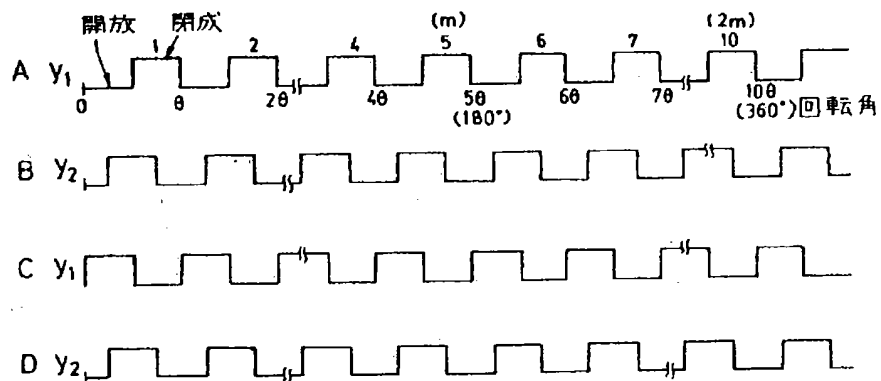 開放 1 閉成 2 4 (m) 5 6 7 (2m) 10
A y₁
0 θ 2θ 4θ 5θ (180°) 6θ 7θ 10θ (360°) 回転角
B y₂
C y₁
D y₂